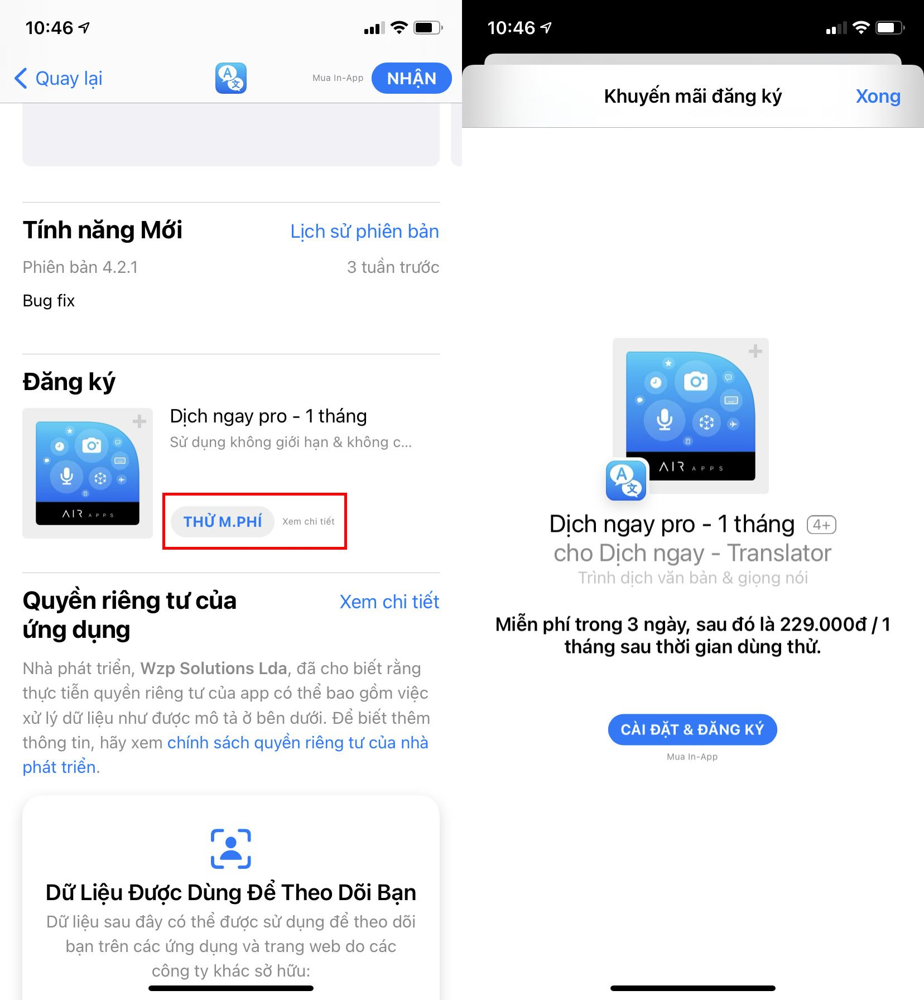 10:46
Quay lại
Mua In-App
NHẬN
Tính năng Mới
Lịch sử phiên bản
Phiên bản 4.2.1
3 tuần trước
Bug fix
Đăng ký
Dịch ngay pro - 1 tháng
Sử dụng không giới hạn & không c...
THỬ M.PHÍ
Xem chi tiết
AIR APPS
Quyền riêng tư của
ứng dụng
Xem chi tiết
Nhà phát triển, Wzp Solutions Lda, đã cho biết rằng
thực tiễn quyền riêng tư của app có thể bao gồm việc
xử lý dữ liệu như được mô tả ở bên dưới. Để biết thêm
thông tin, hãy xem chính sách quyền riêng tư của nhà
phát triển.
Dữ Liệu Được Dùng Để Theo Dõi Bạn
Dữ liệu sau đây có thể được sử dụng để theo dõi
bạn trên các ứng dụng và trang web do các
công ty khác sở hữu:
10:46
Khuyến mãi đăng ký
Xong
AIR APPS
A
文
Dịch ngay pro - 1 tháng 4+
cho Dịch ngay - Translator
Trình dịch văn bản & giọng nói
Miễn phí trong 3 ngày, sau đó là 229.000đ / 1
tháng sau thời gian dùng thử.
CÀI ĐẶT & ĐĂNG KÝ
Mua In-App